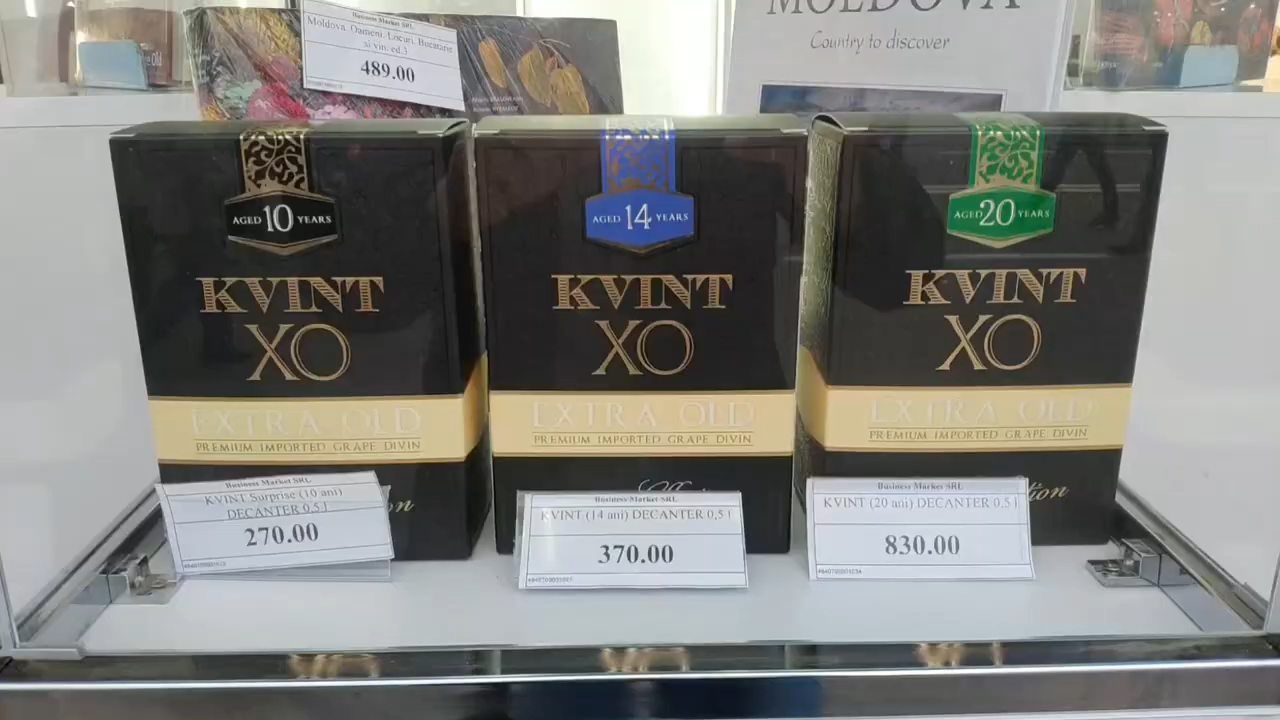 MOLDOVA
Country to discover
Business Market SRL
Moldova. Oameni. Locuri. Bucatarie
si vin. ed.3
489.00
AGED 10 YEARS
KVINT
XO
EXTRA OLD
PREMIUM IMPORTED GRAPE DIVIN
Business Market SRL
KVINT Surprise (10 ani)
DECANTER 0.5 l
270.00
AGED 14 YEARS
KVINT
XO
EXTRA OLD
PREMIUM IMPORTED GRAPE DIVIN
Business Market SRL
KVINT (14 ani) DECANTER 0,5 l
370.00
AGED 20 YEARS
KVINT
XO
EXTRA OLD
PREMIUM IMPORTED GRAPE DIVIN
Business Market SRL
KVINT (20 ani) DECANTER 0.5 l
830.00